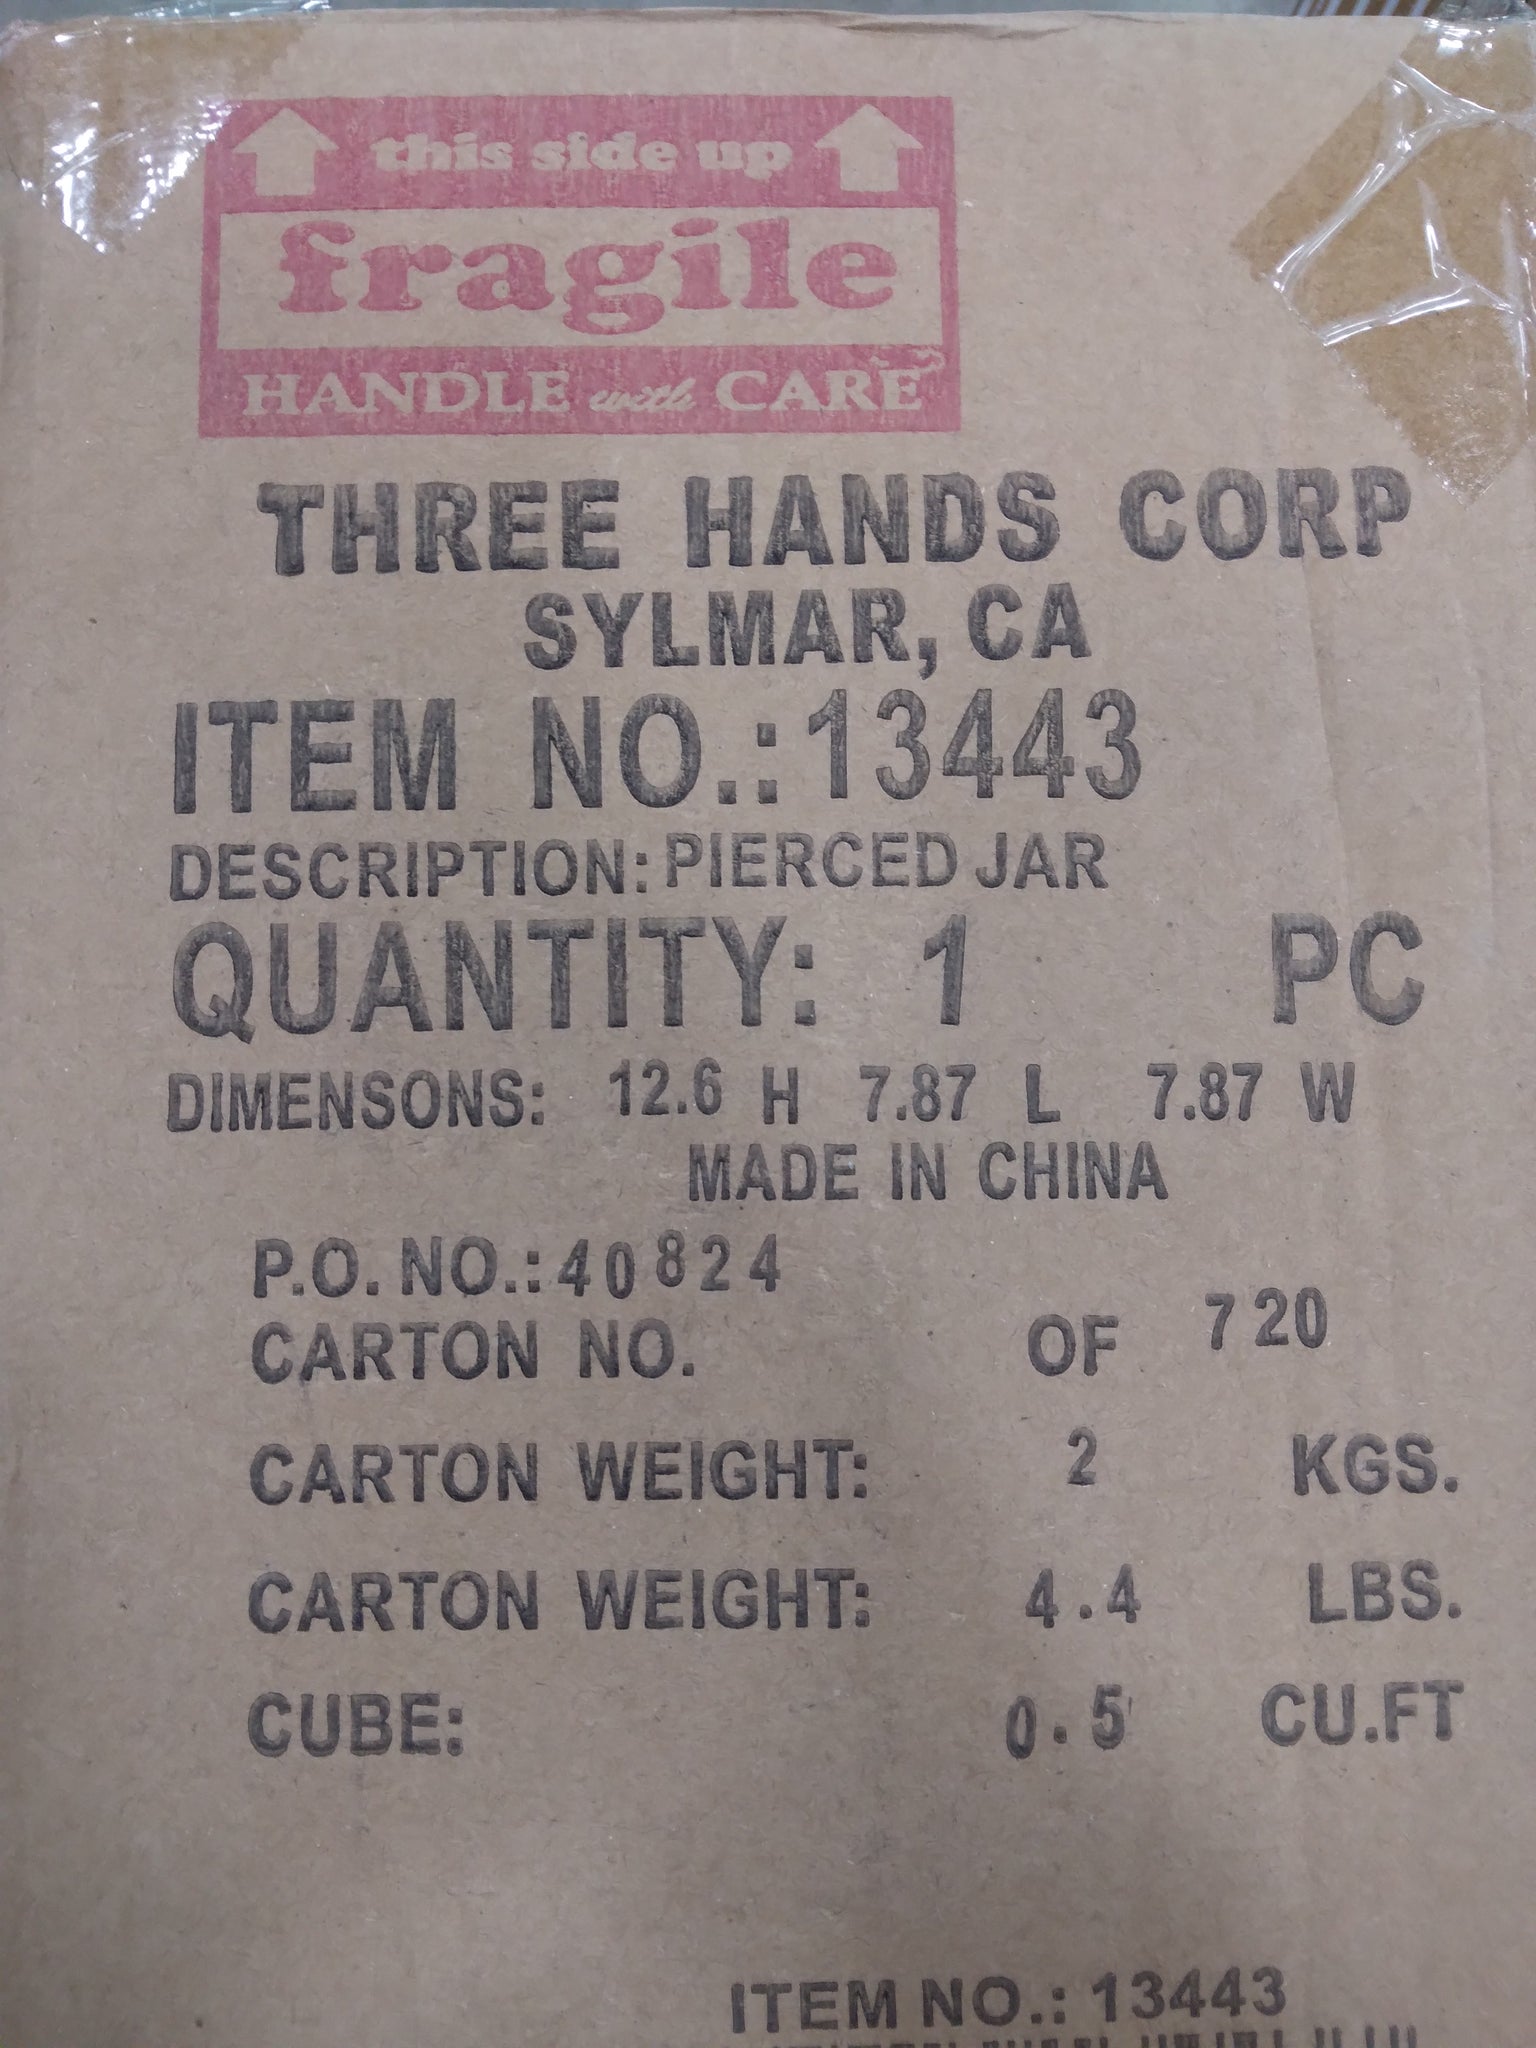 this side up
fragile
HANDLE with CARE
THREE HANDS CORP
SYLMAR, CA
ITEM NO.: 13443
DESCRIPTION: PIERCED JAR
QUANTITY: 1 PC
DIMENSONS: 12.6 H 7.87 L 7.87 W
MADE IN CHINA
P.O. NO.: 40824
CARTON NO. OF 720
CARTON WEIGHT: 2 KGS.
CARTON WEIGHT: 4.4 LBS.
CUBE: 0.5 CU.FT
ITEM NO.: 13443